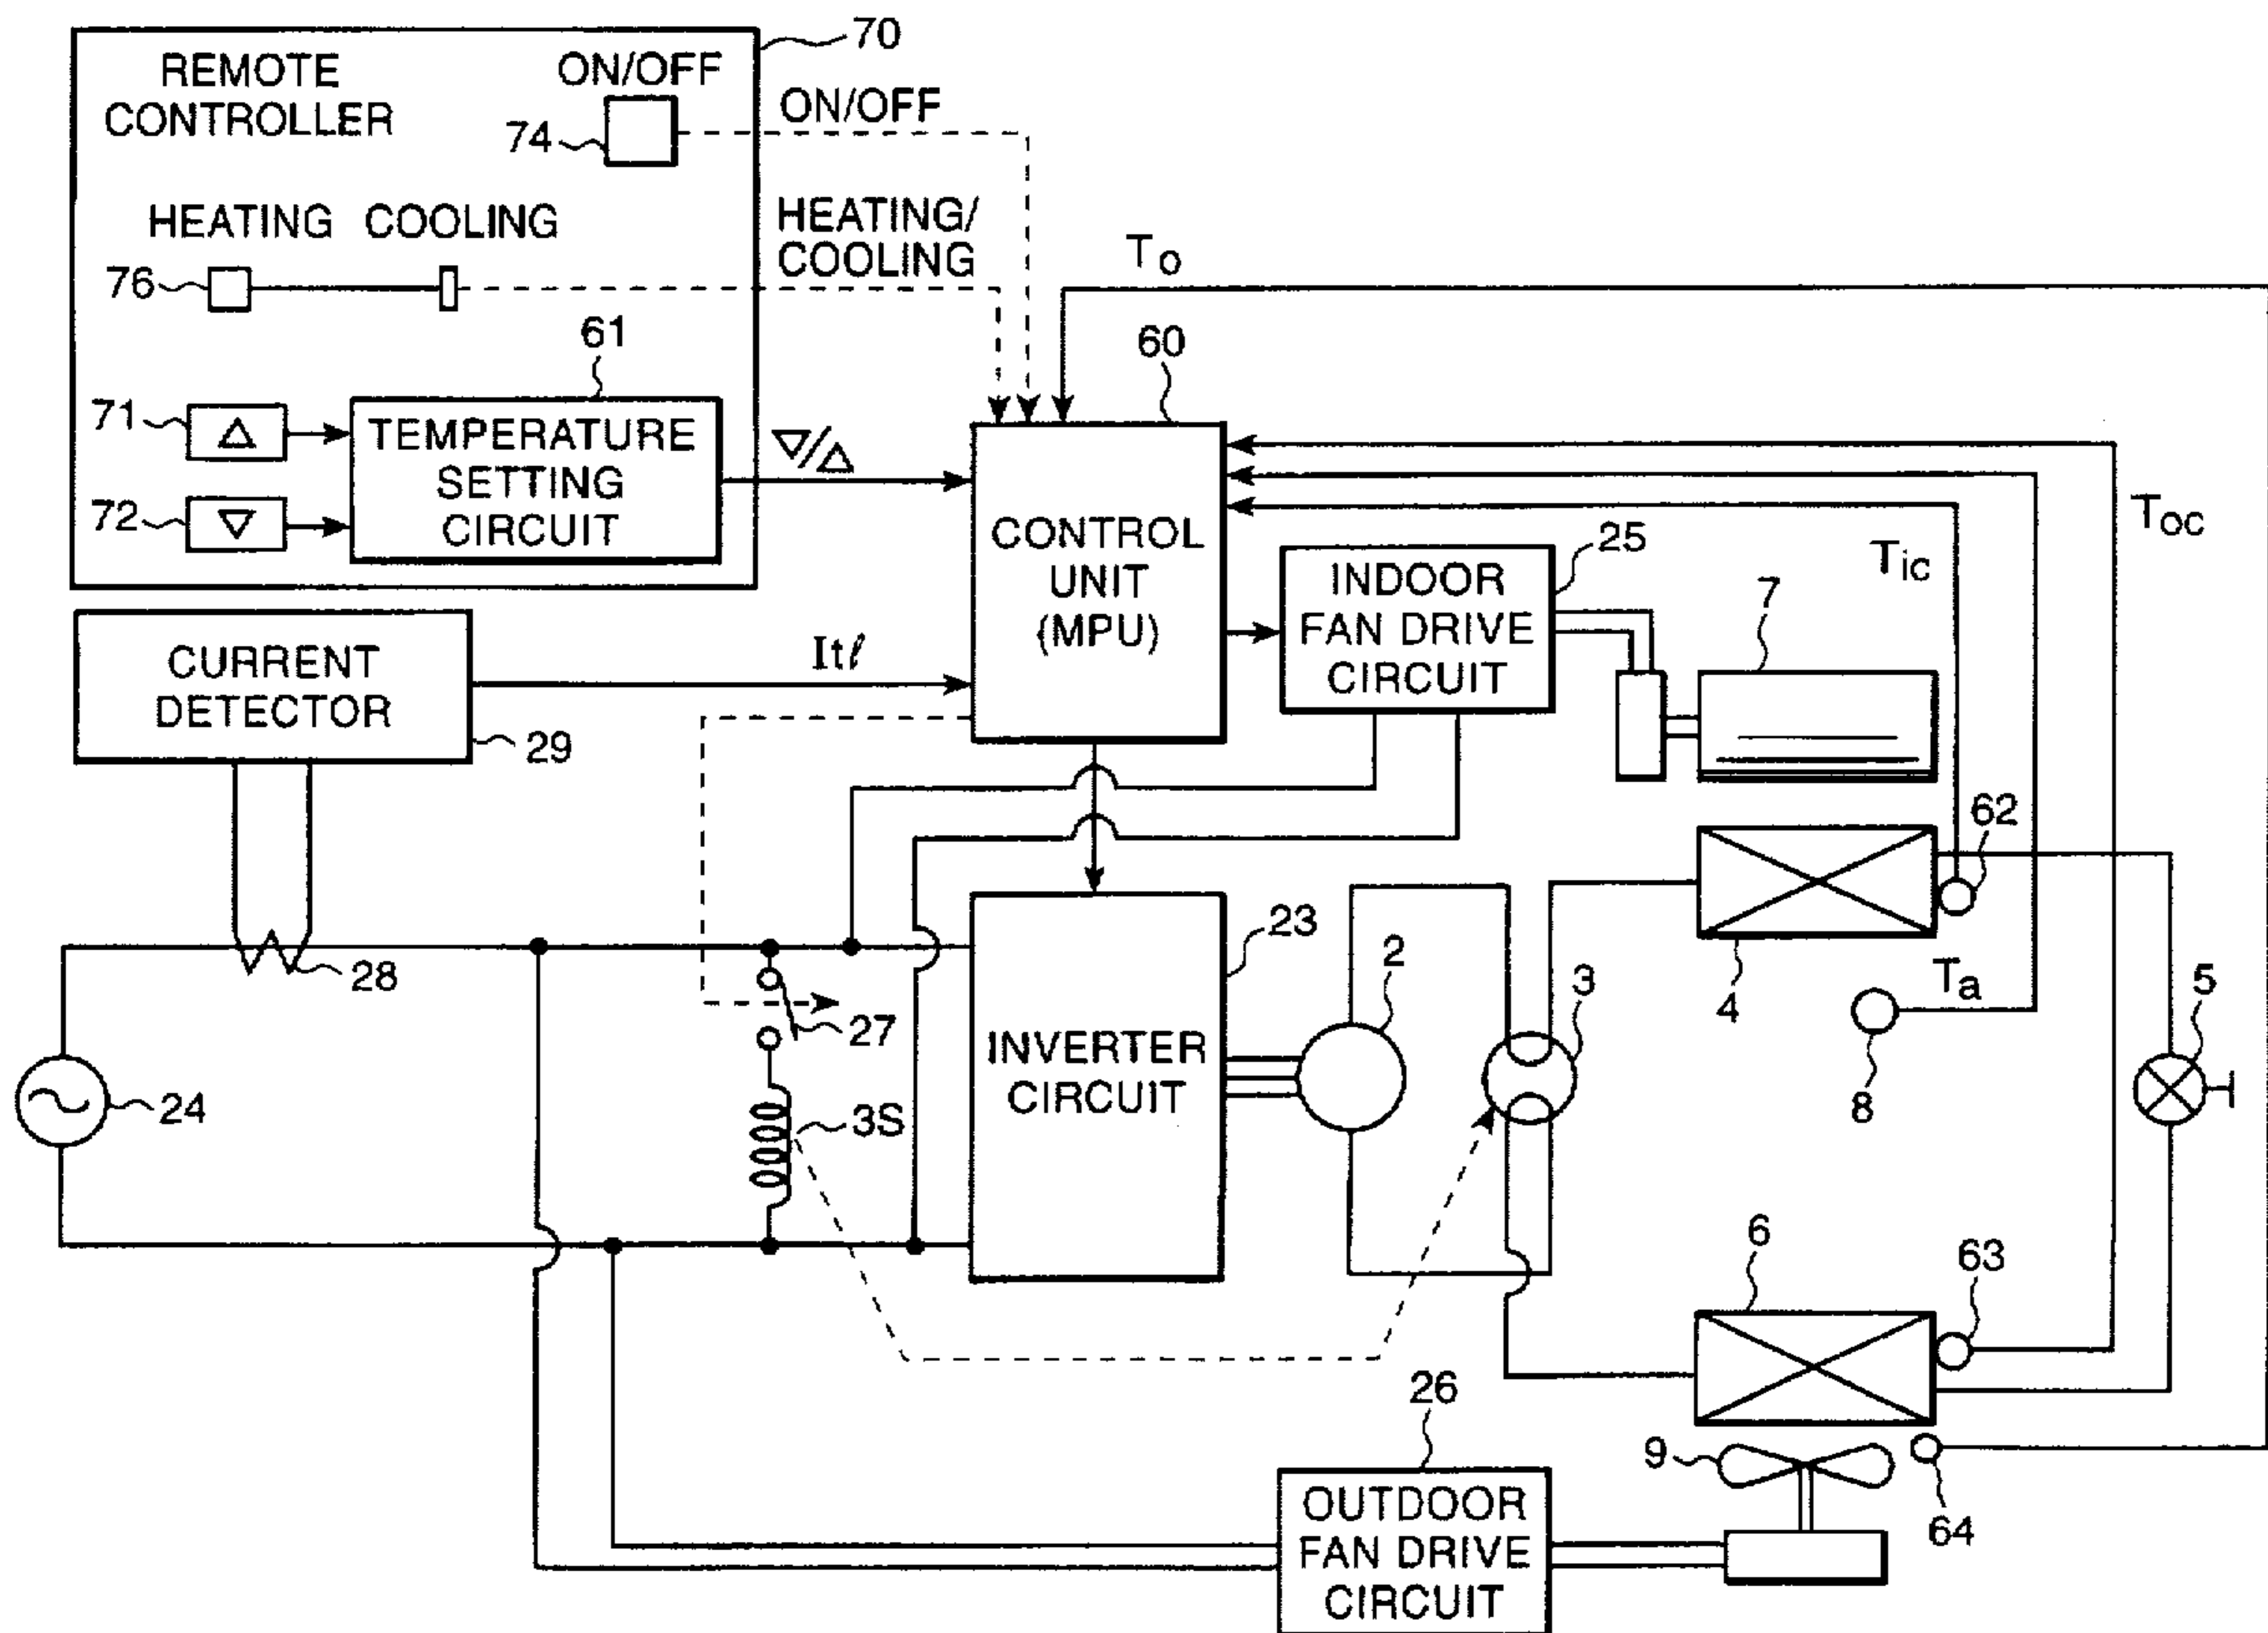 70
REMOTE
CONTROLLER
ON/OFF
74
ON/OFF
HEATING COOLING
76
HEATING/
COOLING
To
61
60
71
△
TEMPERATURE
SETTING
CIRCUIT
▽/△
72
▽
CONTROL
UNIT
(MPU)
25
INDOOR
FAN DRIVE
CIRCUIT
Tic
Toc
7
CURRENT
DETECTOR
29
Itℓ
62
4
28
27
23
INVERTER
CIRCUIT
2
3
Ta
8
5
24
3S
6
63
26
OUTDOOR
FAN DRIVE
CIRCUIT
9
64